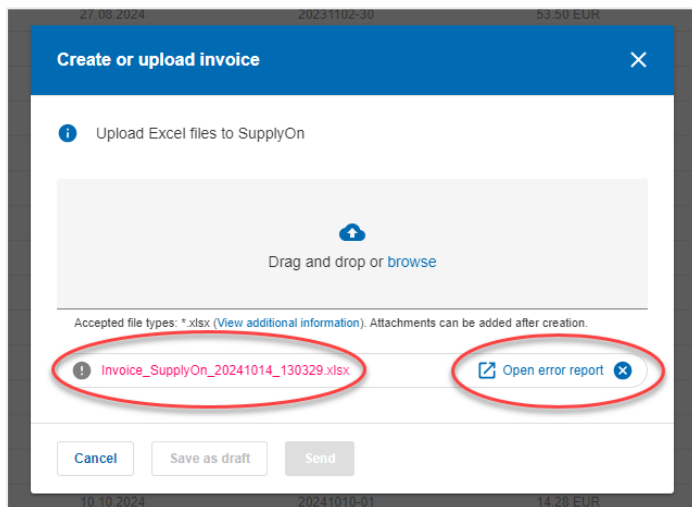 27.08.2024 20231102-30 53.50 EUR
Create or upload invoice
Upload Excel files to SupplyOn
Drag and drop or browse
Accepted file types: *.xlsx (View additional information). Attachments can be added after creation.
Invoice_SupplyOn_20241014_130329.xlsx Open error report
Cancel Save as draft Send
10.10.2024 20241010-01 14.28 EUR